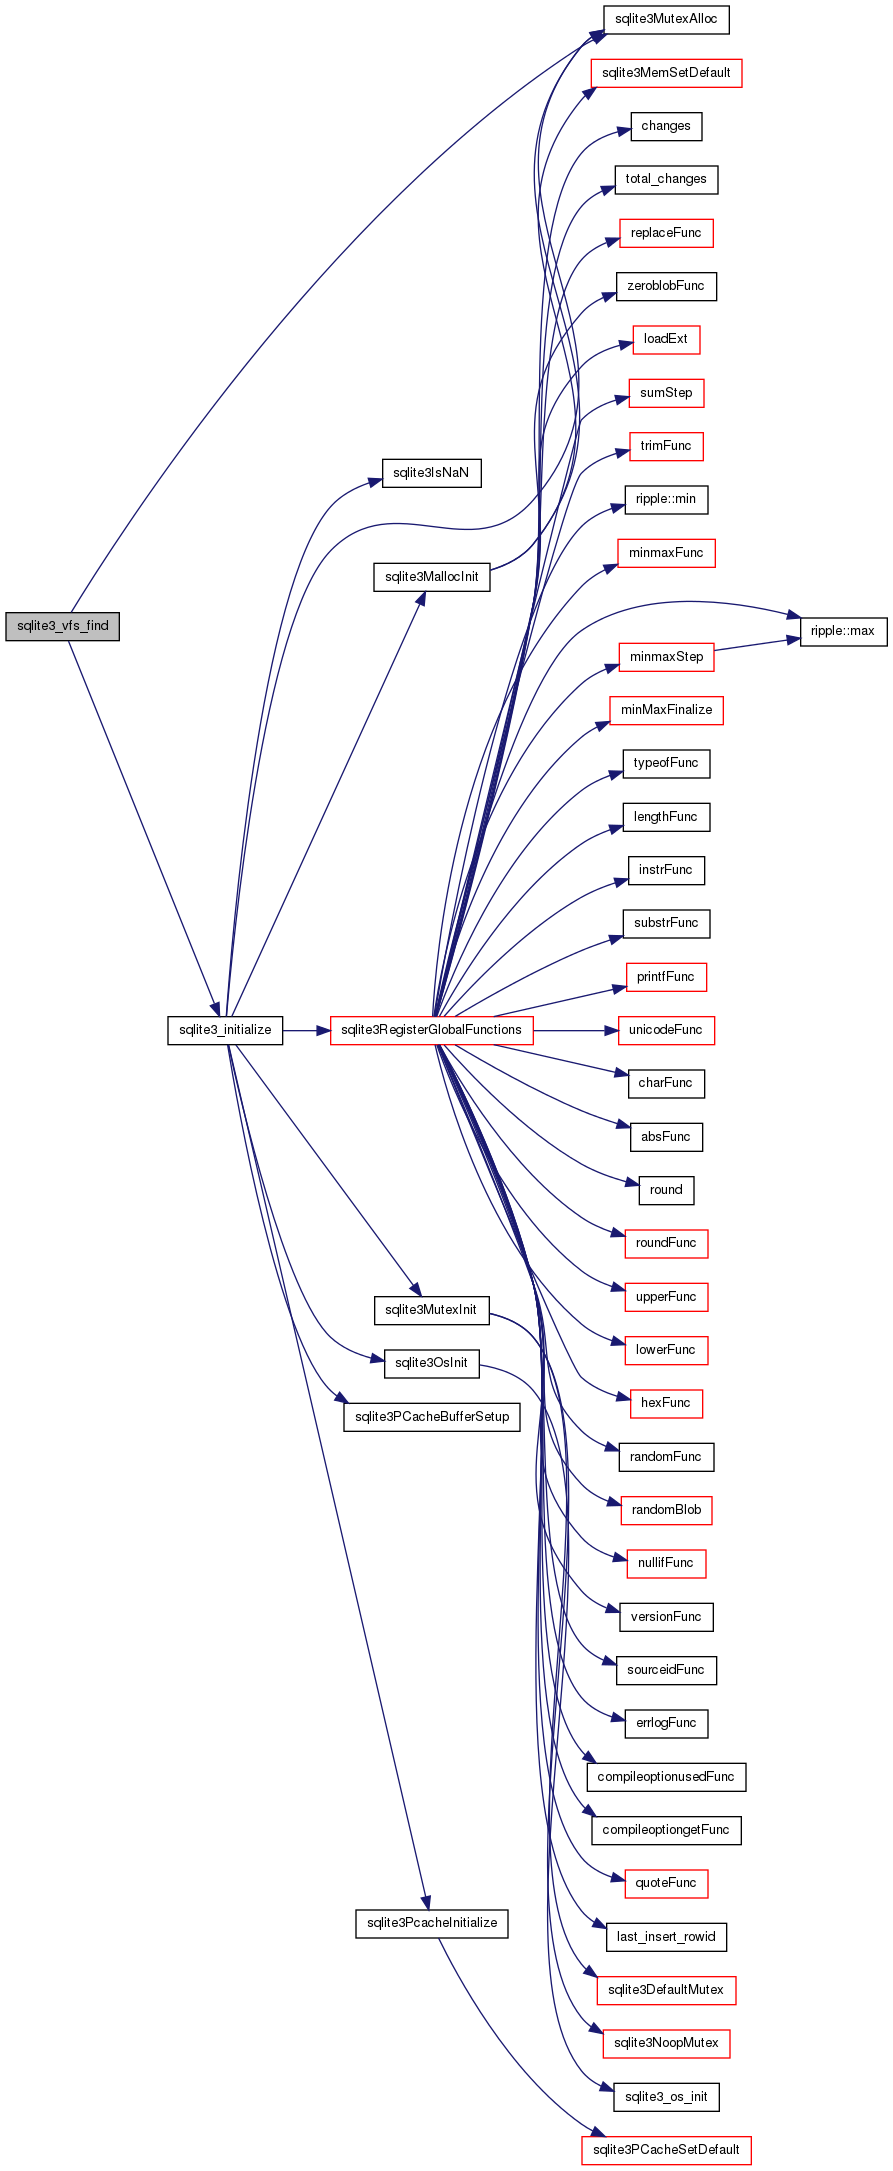 sqlite3MutexAlloc
sqlite3MemSetDefault
changes
total_changes
replaceFunc
zeroblobFunc
loadExt
sumStep
trimFunc
sqlite3IsNaN
ripple::min
minmaxFunc
sqlite3MallocInit
sqlite3_vfs_find
ripple::max
minmaxStep
minMaxFinalize
typeofFunc
lengthFunc
instrFunc
substrFunc
printfFunc
sqlite3_initialize
sqlite3RegisterGlobalFunctions
unicodeFunc
charFunc
absFunc
round
roundFunc
upperFunc
sqlite3MutexInit
lowerFunc
sqlite3OsInit
hexFunc
sqlite3PCacheBufferSetup
randomFunc
randomBlob
nullifFunc
versionFunc
sourceidFunc
errlogFunc
compileoptionusedFunc
compileoptiongetFunc
quoteFunc
sqlite3PcacheInitialize
last_insert_rowid
sqlite3DefaultMutex
sqlite3NoopMutex
sqlite3_os_init
sqlite3PCacheSetDefault